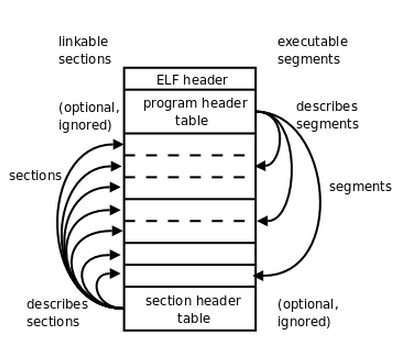 linkable
sections
executable
segments
ELF header
(optional,
ignored)
program header
table
describes
segments
sections
segments
describes
sections
section header
table
(optional,
ignored)